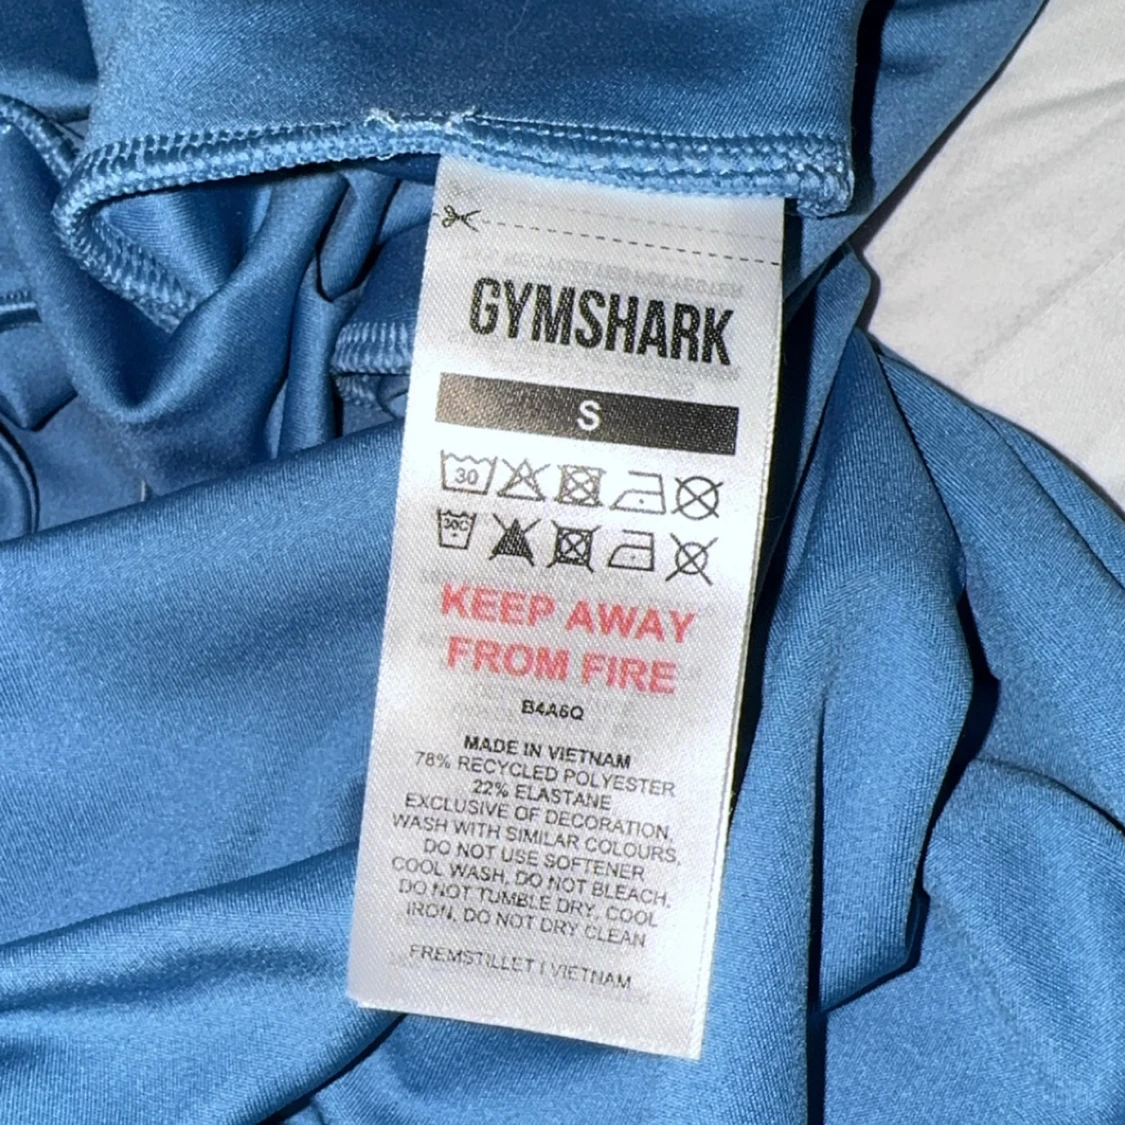 GYMSHARK
S
30
30C
KEEP AWAY
FROM FIRE
B4A6Q
MADE IN VIETNAM
78% RECYCLED POLYESTER
22% ELASTANE
EXCLUSIVE OF DECORATION.
WASH WITH SIMILAR COLOURS,
DO NOT USE SOFTENER
COOL WASH, DO NOT BLEACH.
DO NOT TUMBLE DRY, COOL
IRON, DO NOT DRY CLEAN
FREMSTILLET I VIETNAM